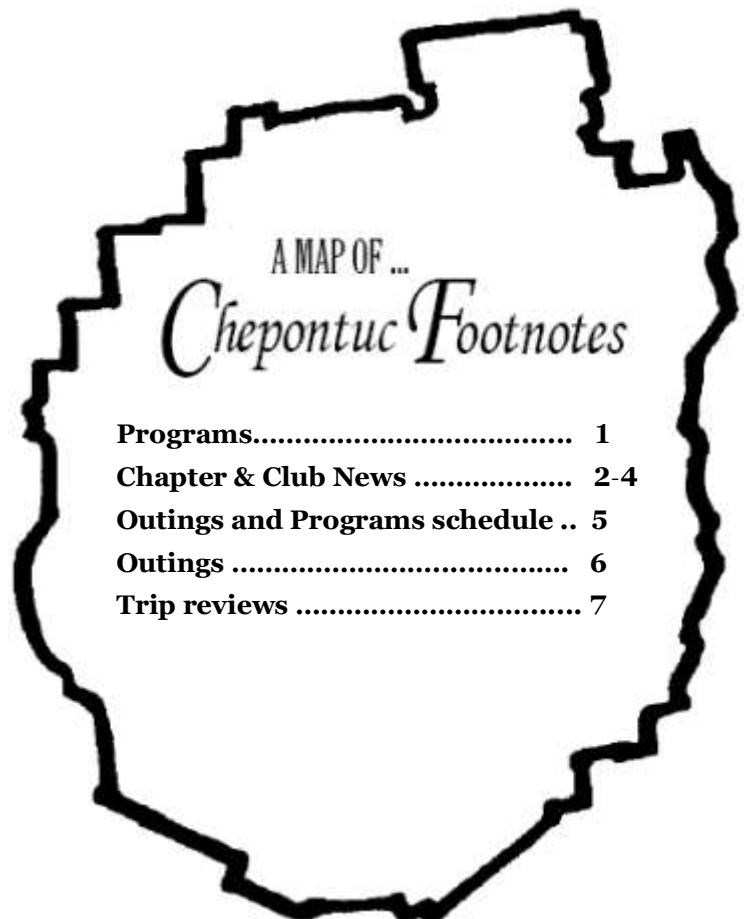 A MAP OF ...
Chepontuc Footnotes
Programs...................................... 1
Chapter & Club News ................... 2-4
Outings and Programs schedule .. 5
Outings ........................................ 6
Trip reviews .................................. 7